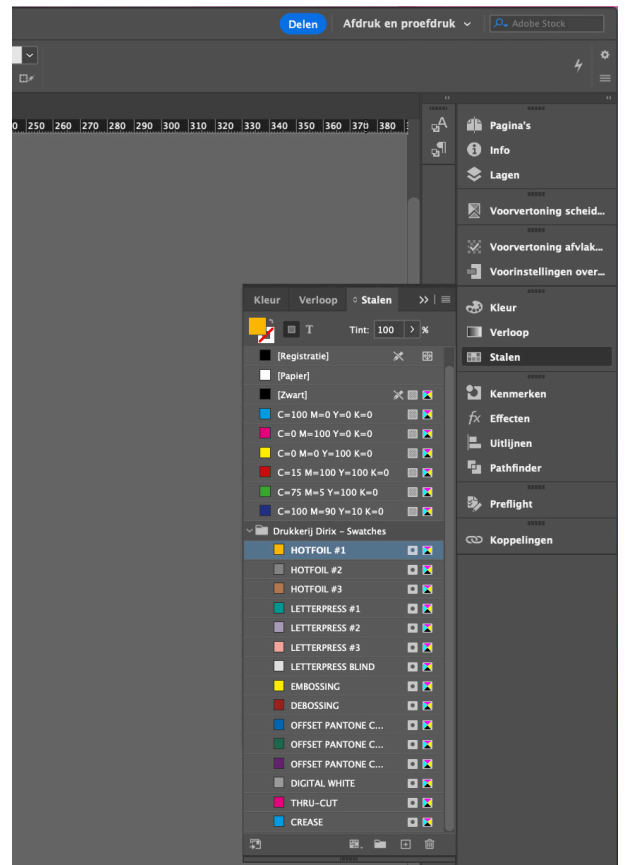 Delen
Afdruk en proefdruk
Adobe Stock
0 250 260 270 280 290 300 310 320 330 340 350 360 370 380
Pagina's
Info
Lagen
Voorvertoning scheid...
Voorvertoning afvlak...
Voorinstellingen over...
Kleur
Verloop
Stalen
Kenmerken
fx Effecten
Uitlijnen
Pathfinder
Preflight
Koppelingen
Kleur Verloop Stalen
T Tint: 100 %
[Registratie]
[Papier]
[Zwart]
C=100 M=0 Y=0 K=0
C=0 M=100 Y=0 K=0
C=0 M=0 Y=100 K=0
C=15 M=100 Y=100 K=0
C=75 M=5 Y=100 K=0
C=100 M=90 Y=10 K=0
Drukkerij Dirix – Swatches
HOTFOIL #1
HOTFOIL #2
HOTFOIL #3
LETTERPRESS #1
LETTERPRESS #2
LETTERPRESS #3
LETTERPRESS BLIND
EMBOSSING
DEBOSSING
OFFSET PANTONE C...
OFFSET PANTONE C...
OFFSET PANTONE C...
DIGITAL WHITE
THRU-CUT
CREASE